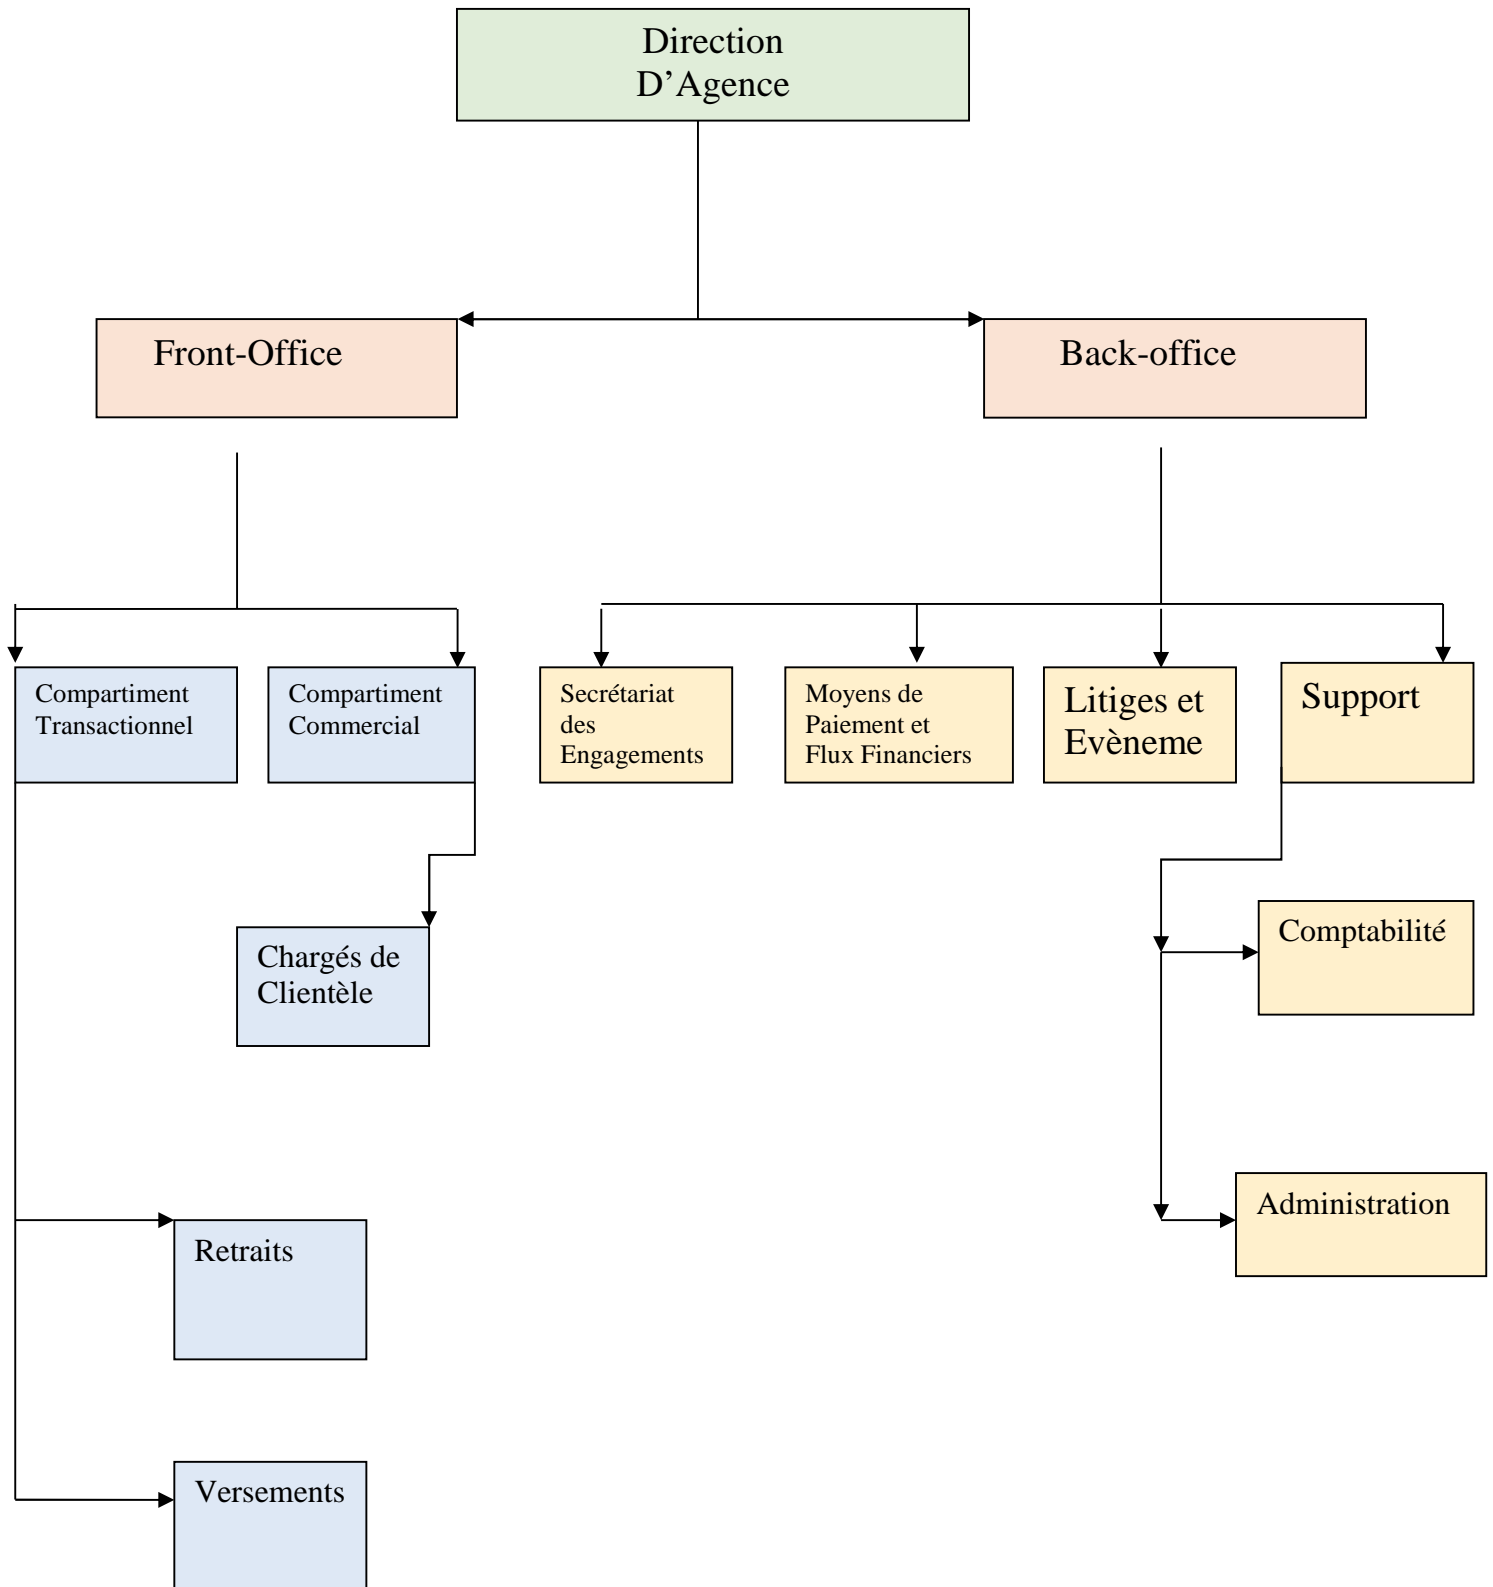 Direction
D’Agence
Front-Office
Back-office
Compartiment
Transactionnel
Compartiment
Commercial
Secrétariat
des
Engagements
Moyens de
Paiement et
Flux Financiers
Litiges et
Evèneme
Support
Chargés de
Clientèle
Comptabilité
Administration
Retraits
Versements